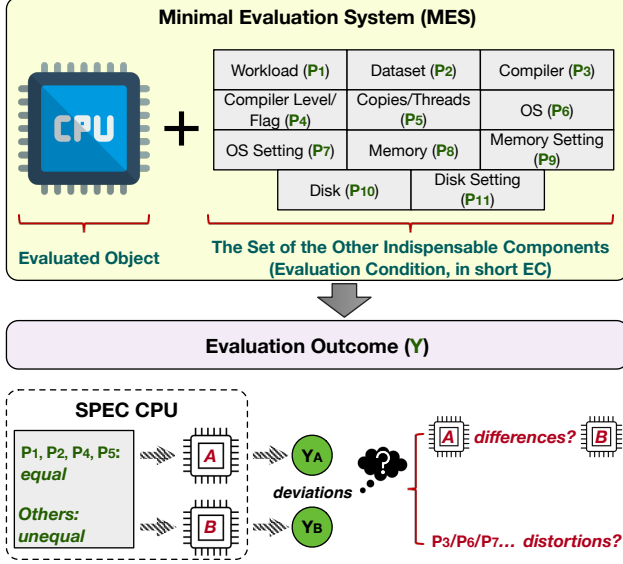 Minimal Evaluation System (MES)
CPU
+
Workload (P1)
Dataset (P2)
Compiler (P3)
Compiler Level/
Flag (P4)
Copies/Threads
(P5)
OS (P6)
OS Setting (P7)
Memory (P8)
Memory Setting
(P9)
Disk (P10)
Disk Setting
(P11)
Evaluated Object
The Set of the Other Indispensable Components
(Evaluation Condition, in short EC)
Evaluation Outcome (Y)
SPEC CPU
P1, P2, P4, P5:
equal
Others:
unequal
A
B
YA
YB
deviations
?
A differences? B
P3/P6/P7... distortions?